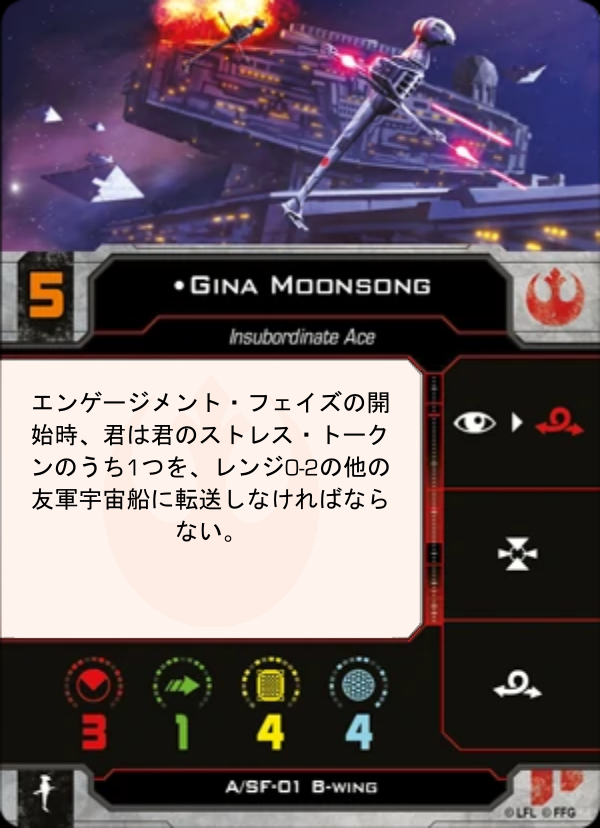 5
•GINA MOONSONG
Insubordinate Ace
エンゲージメント・フェイズの開
始時、君は君のストレス・トーク
ンのうち1つを、レンジ0-2の他の
友軍宇宙船に転送しなければなら
ない。
3 1 4 4
A/SF-01 B-WING
©LFL ©FFG